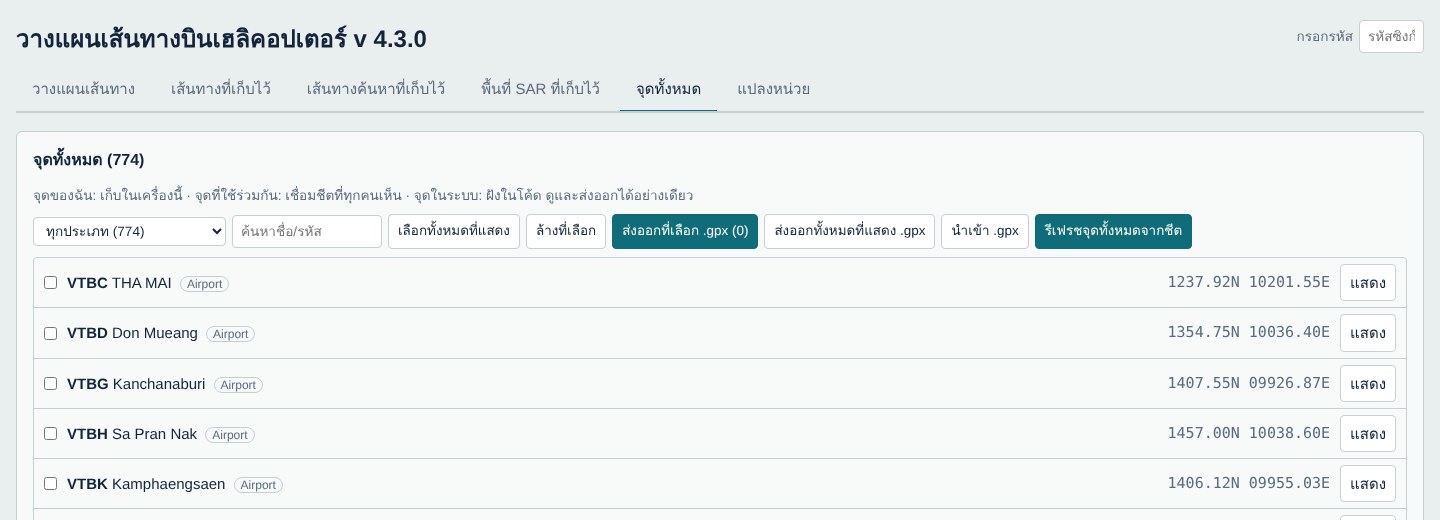 วางแผนเส้นทางบินเฮลิคอปเตอร์ v 4.3.0
กรอกรหัส
วางแผนเส้นทาง เส้นทางที่เก็บไว้ เส้นทางค้นหาที่เก็บไว้ พื้นที่ SAR ที่เก็บไว้ จุดทั้งหมด แปลงหน่วย
จุดทั้งหมด (774)
จุดของฉัน: เก็บในเครื่องนี้ · จุดที่ใช้ร่วมกัน: เชื่อมชีตที่ทุกคนเห็น · จุดในระบบ: ฝังในโค้ด ดูและส่งออกได้อย่างเดียว
ทุกประเภท (774) ค้นหาชื่อ/รหัส เลือกทั้งหมดที่แสดง ล้างที่เลือก ส่งออกที่เลือก .gpx (0) ส่งออกทั้งหมดที่แสดง .gpx นำเข้า .gpx รีเฟรชจุดทั้งหมดจากชีต
VTBC THA MAI Airport 1237.92N 10201.55E แสดง
VTBD Don Mueang Airport 1354.75N 10036.40E แสดง
VTBG Kanchanaburi Airport 1407.55N 09926.87E แสดง
VTBH Sa Pran Nak Airport 1457.00N 10038.60E แสดง
VTBK Kamphaengsaen Airport 1406.12N 09955.03E แสดง